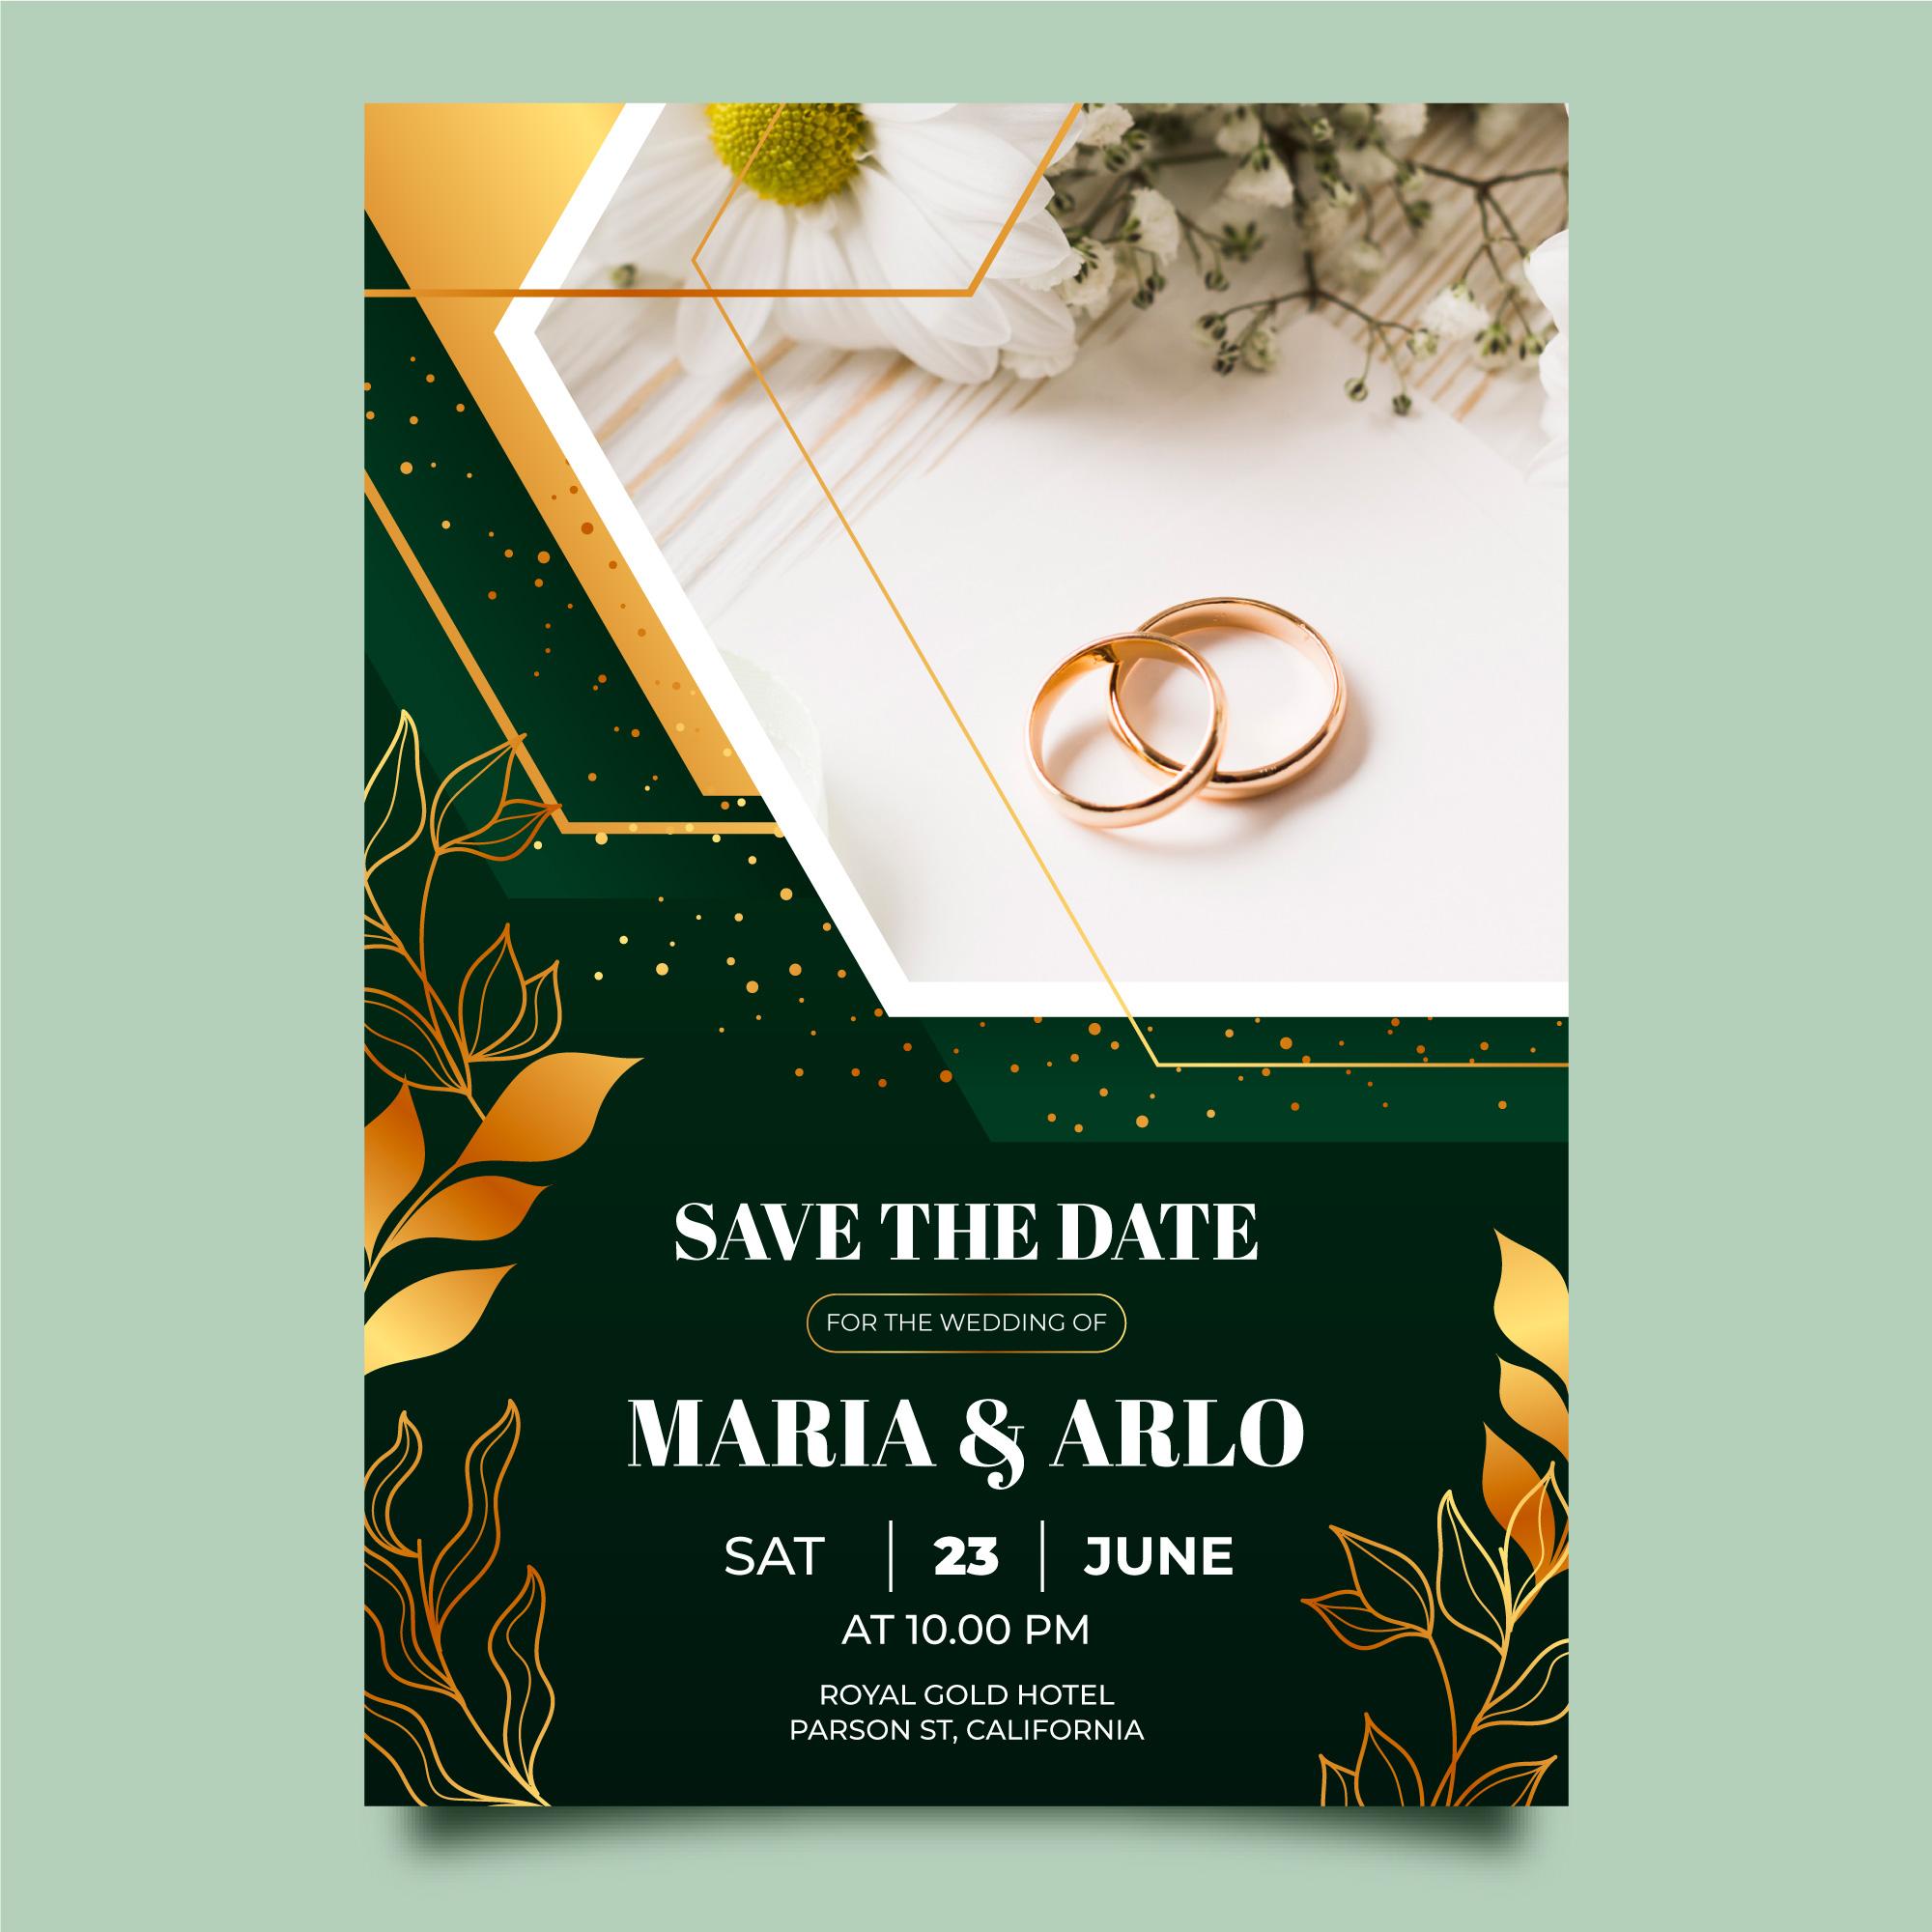 SAVE THE DATE
FOR THE WEDDING OF
MARIA & ARLO
SAT | 23 | JUNE
AT 10.00 PM
ROYAL GOLD HOTEL
PARSON ST, CALIFORNIA